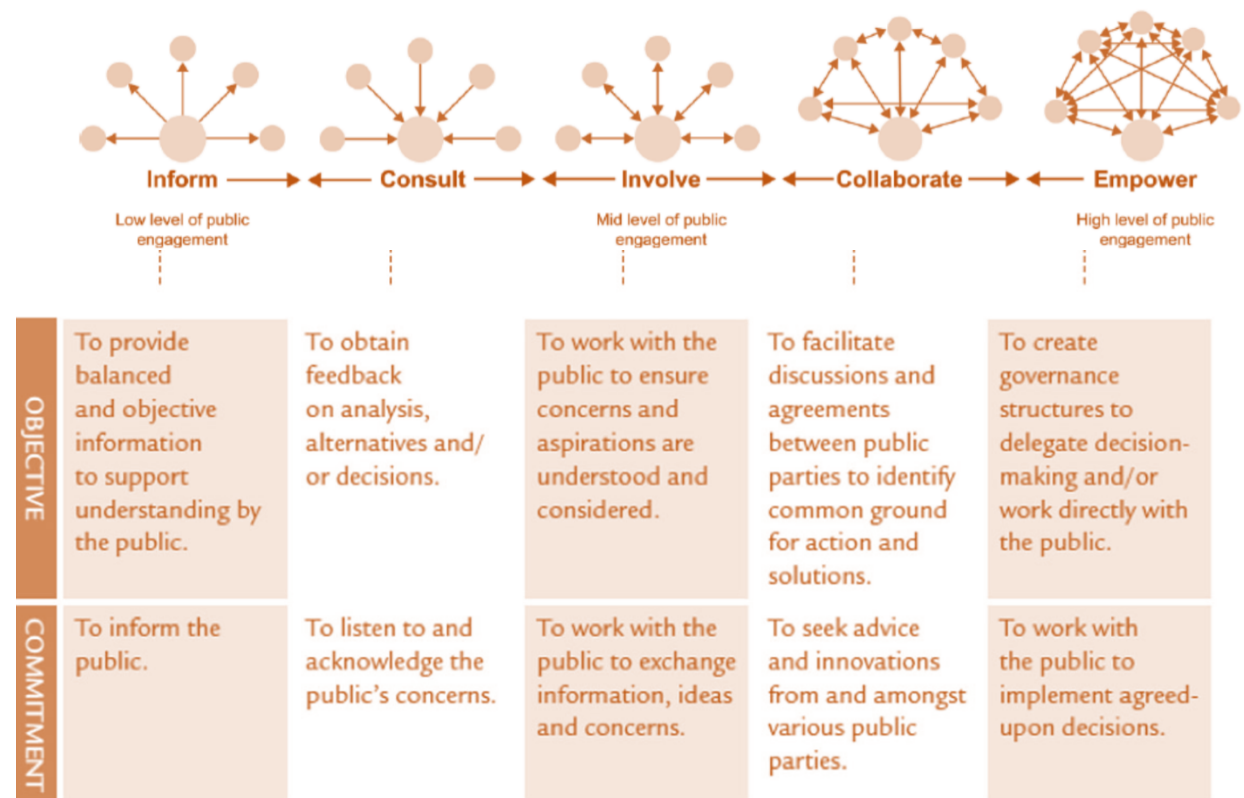 Inform
Consult
Involve
Collaborate
Empower
Low level of public
engagement
Mid level of public
engagement
High level of public
engagement
OBJECTIVE
To provide
balanced
and objective
information
to support
understanding by
the public.
To obtain
feedback
on analysis,
alternatives and/
or decisions.
To work with the
public to ensure
concerns and
aspirations are
understood and
considered.
To facilitate
discussions and
agreements
between public
parties to identify
common ground
for action and
solutions.
To create
governance
structures to
delegate decision-
making and/or
work directly with
the public.
COMMITMENT
To inform the
public.
To listen to and
acknowledge the
public's concerns.
To work with the
public to exchange
information, ideas
and concerns.
To seek advice
and innovations
from and amongst
various public
parties.
To work with
the public to
implement agreed-
upon decisions.